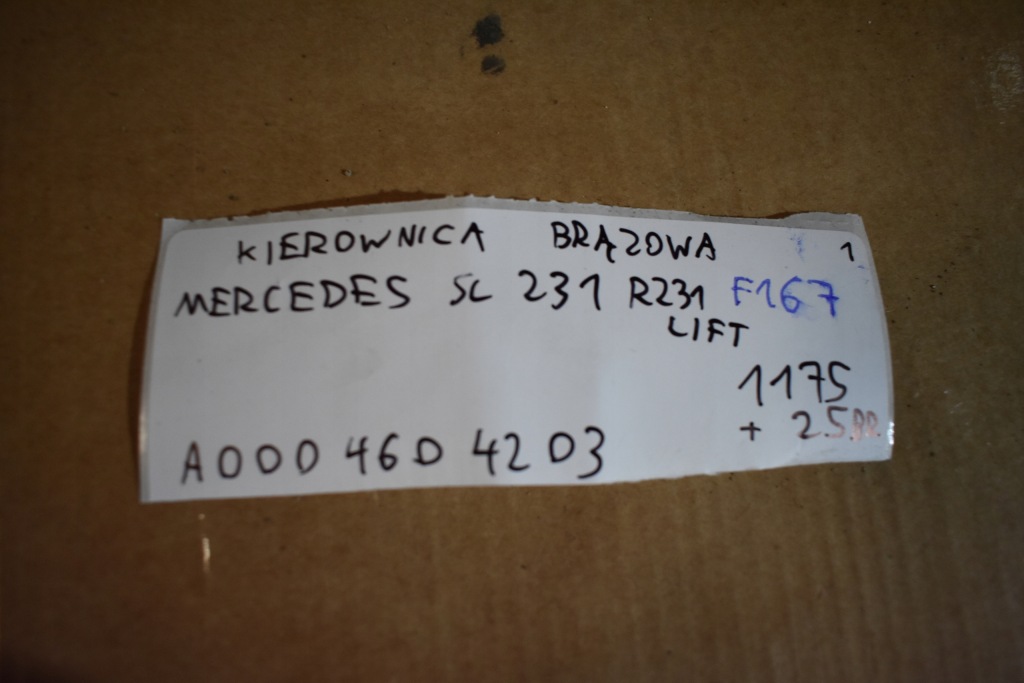 KIEROWNICA BRĄZOWA 1
MERCEDES SL 231 R231 F167
LIFT
1175
+ 25
A000 460 42 03